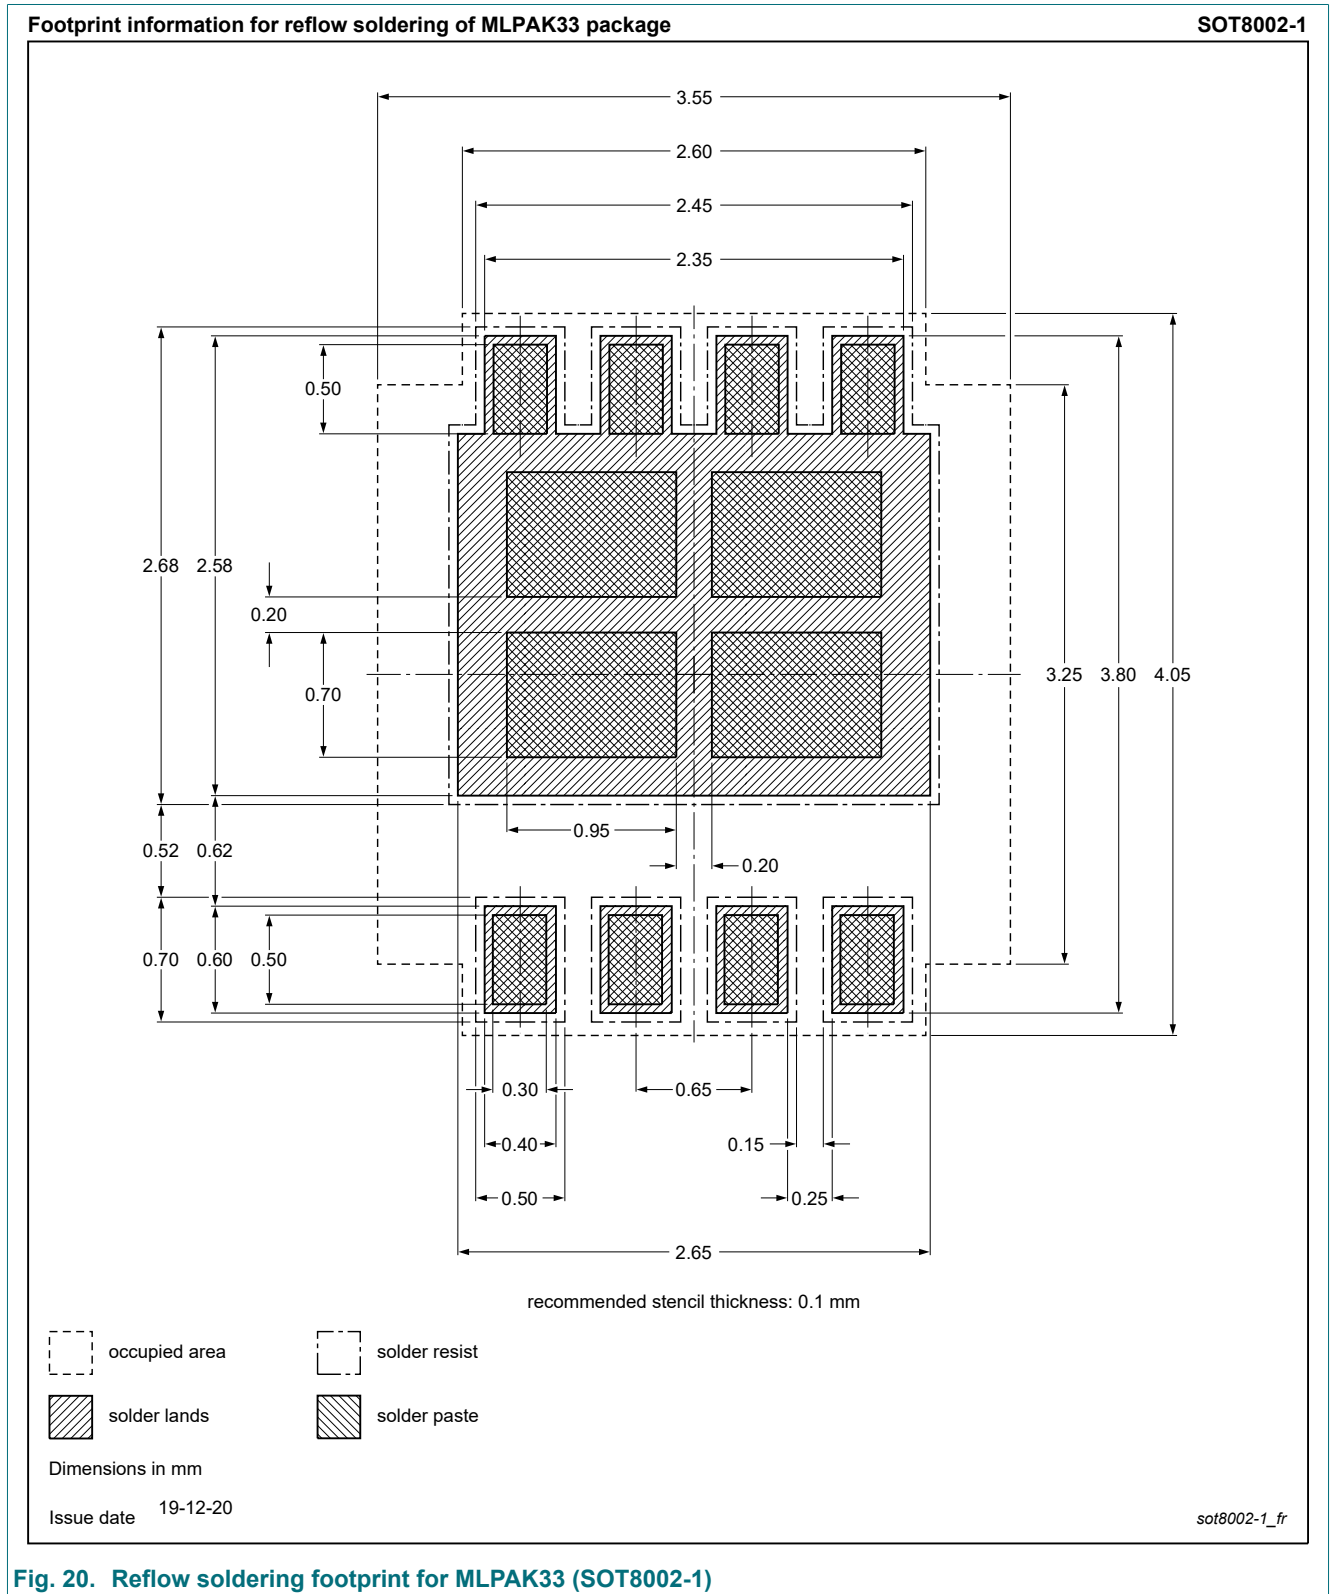 Footprint information for reflow soldering of MLPAK33 package SOT8002-1
3.55
2.60
2.45
2.35
0.50
2.68 2.58
0.20
0.70
3.25 3.80 4.05
0.95
0.52 0.62
0.20
0.70 0.60 0.50
0.30 0.65
0.40 0.15
0.50 0.25
2.65
recommended stencil thickness: 0.1 mm
occupied area solder resist
solder lands solder paste
Dimensions in mm
Issue date 19-12-20
sot8002-1_fr
Fig. 20. Reflow soldering footprint for MLPAK33 (SOT8002-1)